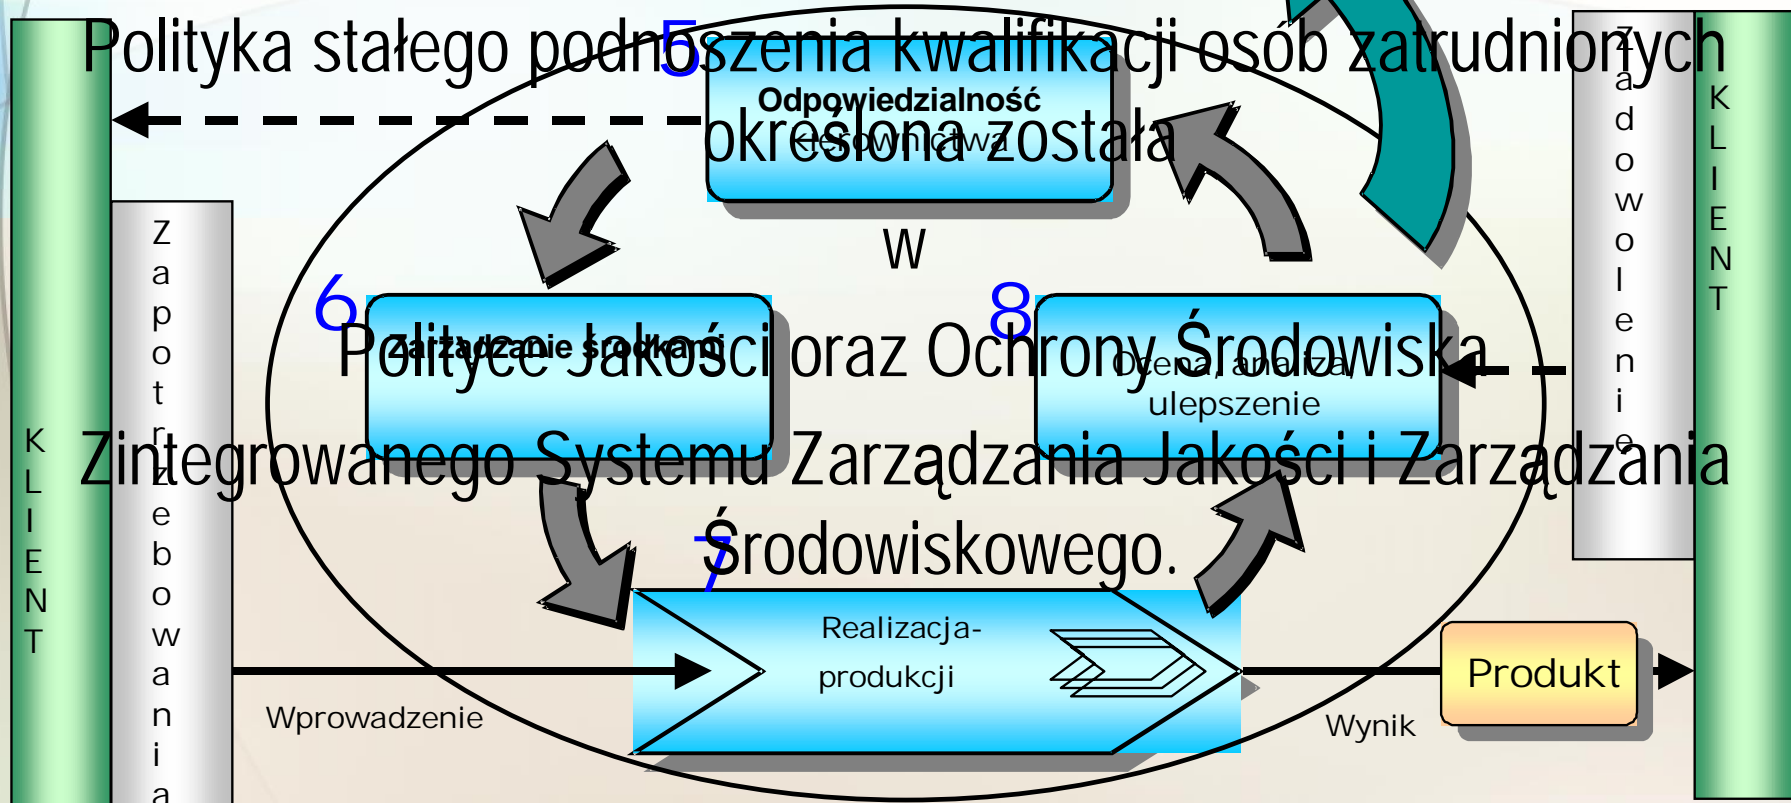 Polityka stałego podnoszenia kwalifikacji osób zatrudnionych
określona została
w
Polityce Jakości oraz Ochrony Środowiska
Zintegrowanego Systemu Zarządzania Jakości i Zarządzania
Środowiskowego.
5
Odpowiedzialność
kierownictwa
6
Zarządzanie środkami
8
Ocena, analiza,
ulepszenie
7
Realizacja-
produkcji
Wprowadzenie
Wynik
Produkt
KLIENT
Zapotrzebowania
Zadowolenie
KLIENT